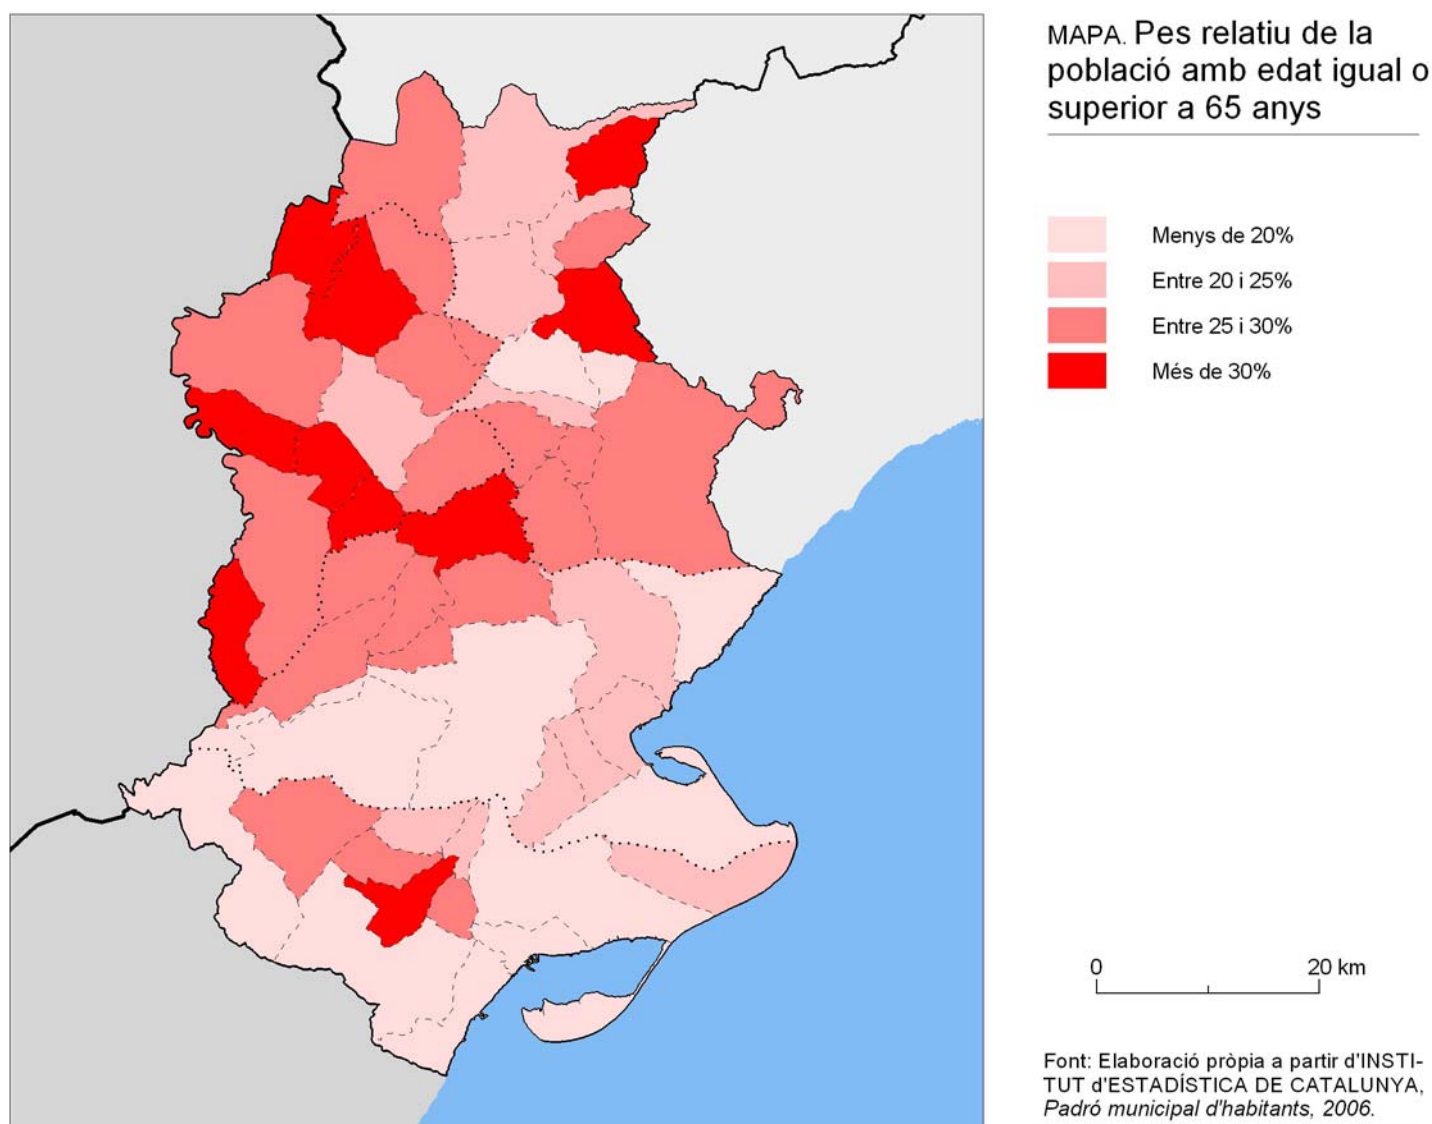 MAPA. Pes relatiu de la
població amb edat igual o
superior a 65 anys
Menys de 20%
Entre 20 i 25%
Entre 25 i 30%
Més de 30%
0 20 km
Font: Elaboració pròpia a partir d'INSTI-
TUT d'ESTADÍSTICA DE CATALUNYA,
Padró municipal d'habitants, 2006.